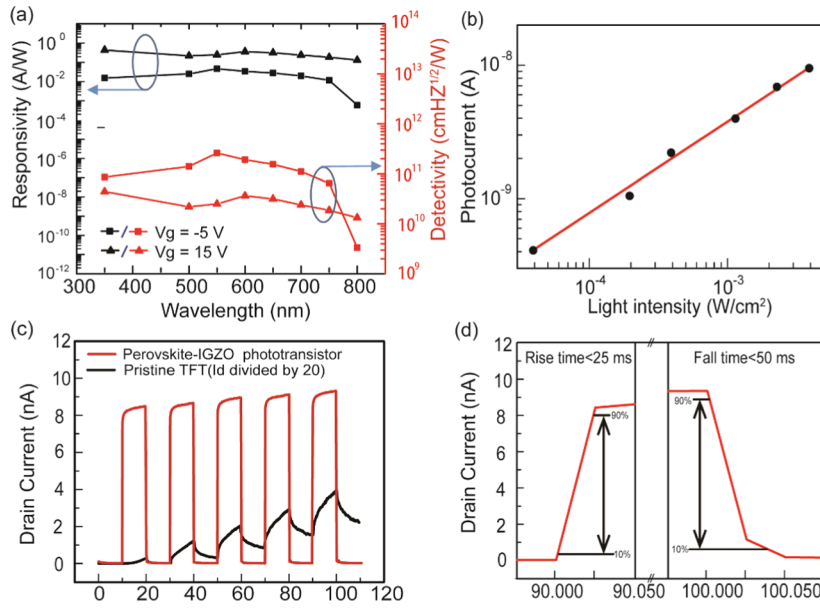 (a)
Responsivity (A/W)
10^0
10^-2
10^-4
10^-6
10^-8
10^-10
10^-12
10^14
10^13
10^12
10^11
10^10
10^9
Detectivity (cmHZ^1/2/W)
Vg = -5 V
Vg = 15 V
300 400 500 600 700 800
Wavelength (nm)
(b)
Photocurrent (A)
10^-8
10^-9
10^-4 10^-3
Light intensity (W/cm²)
(c)
Drain Current (nA)
12
10
8
6
4
2
0
Perovskite-IGZO phototransistor
Pristine TFT(Id divided by 20)
0 20 40 60 80 100 120
(d)
Drain Current (nA)
12
10
8
6
4
2
0
Rise time<25 ms
Fall time<50 ms
90%
10%
90%
10%
90.000 90.050 100.000 100.050